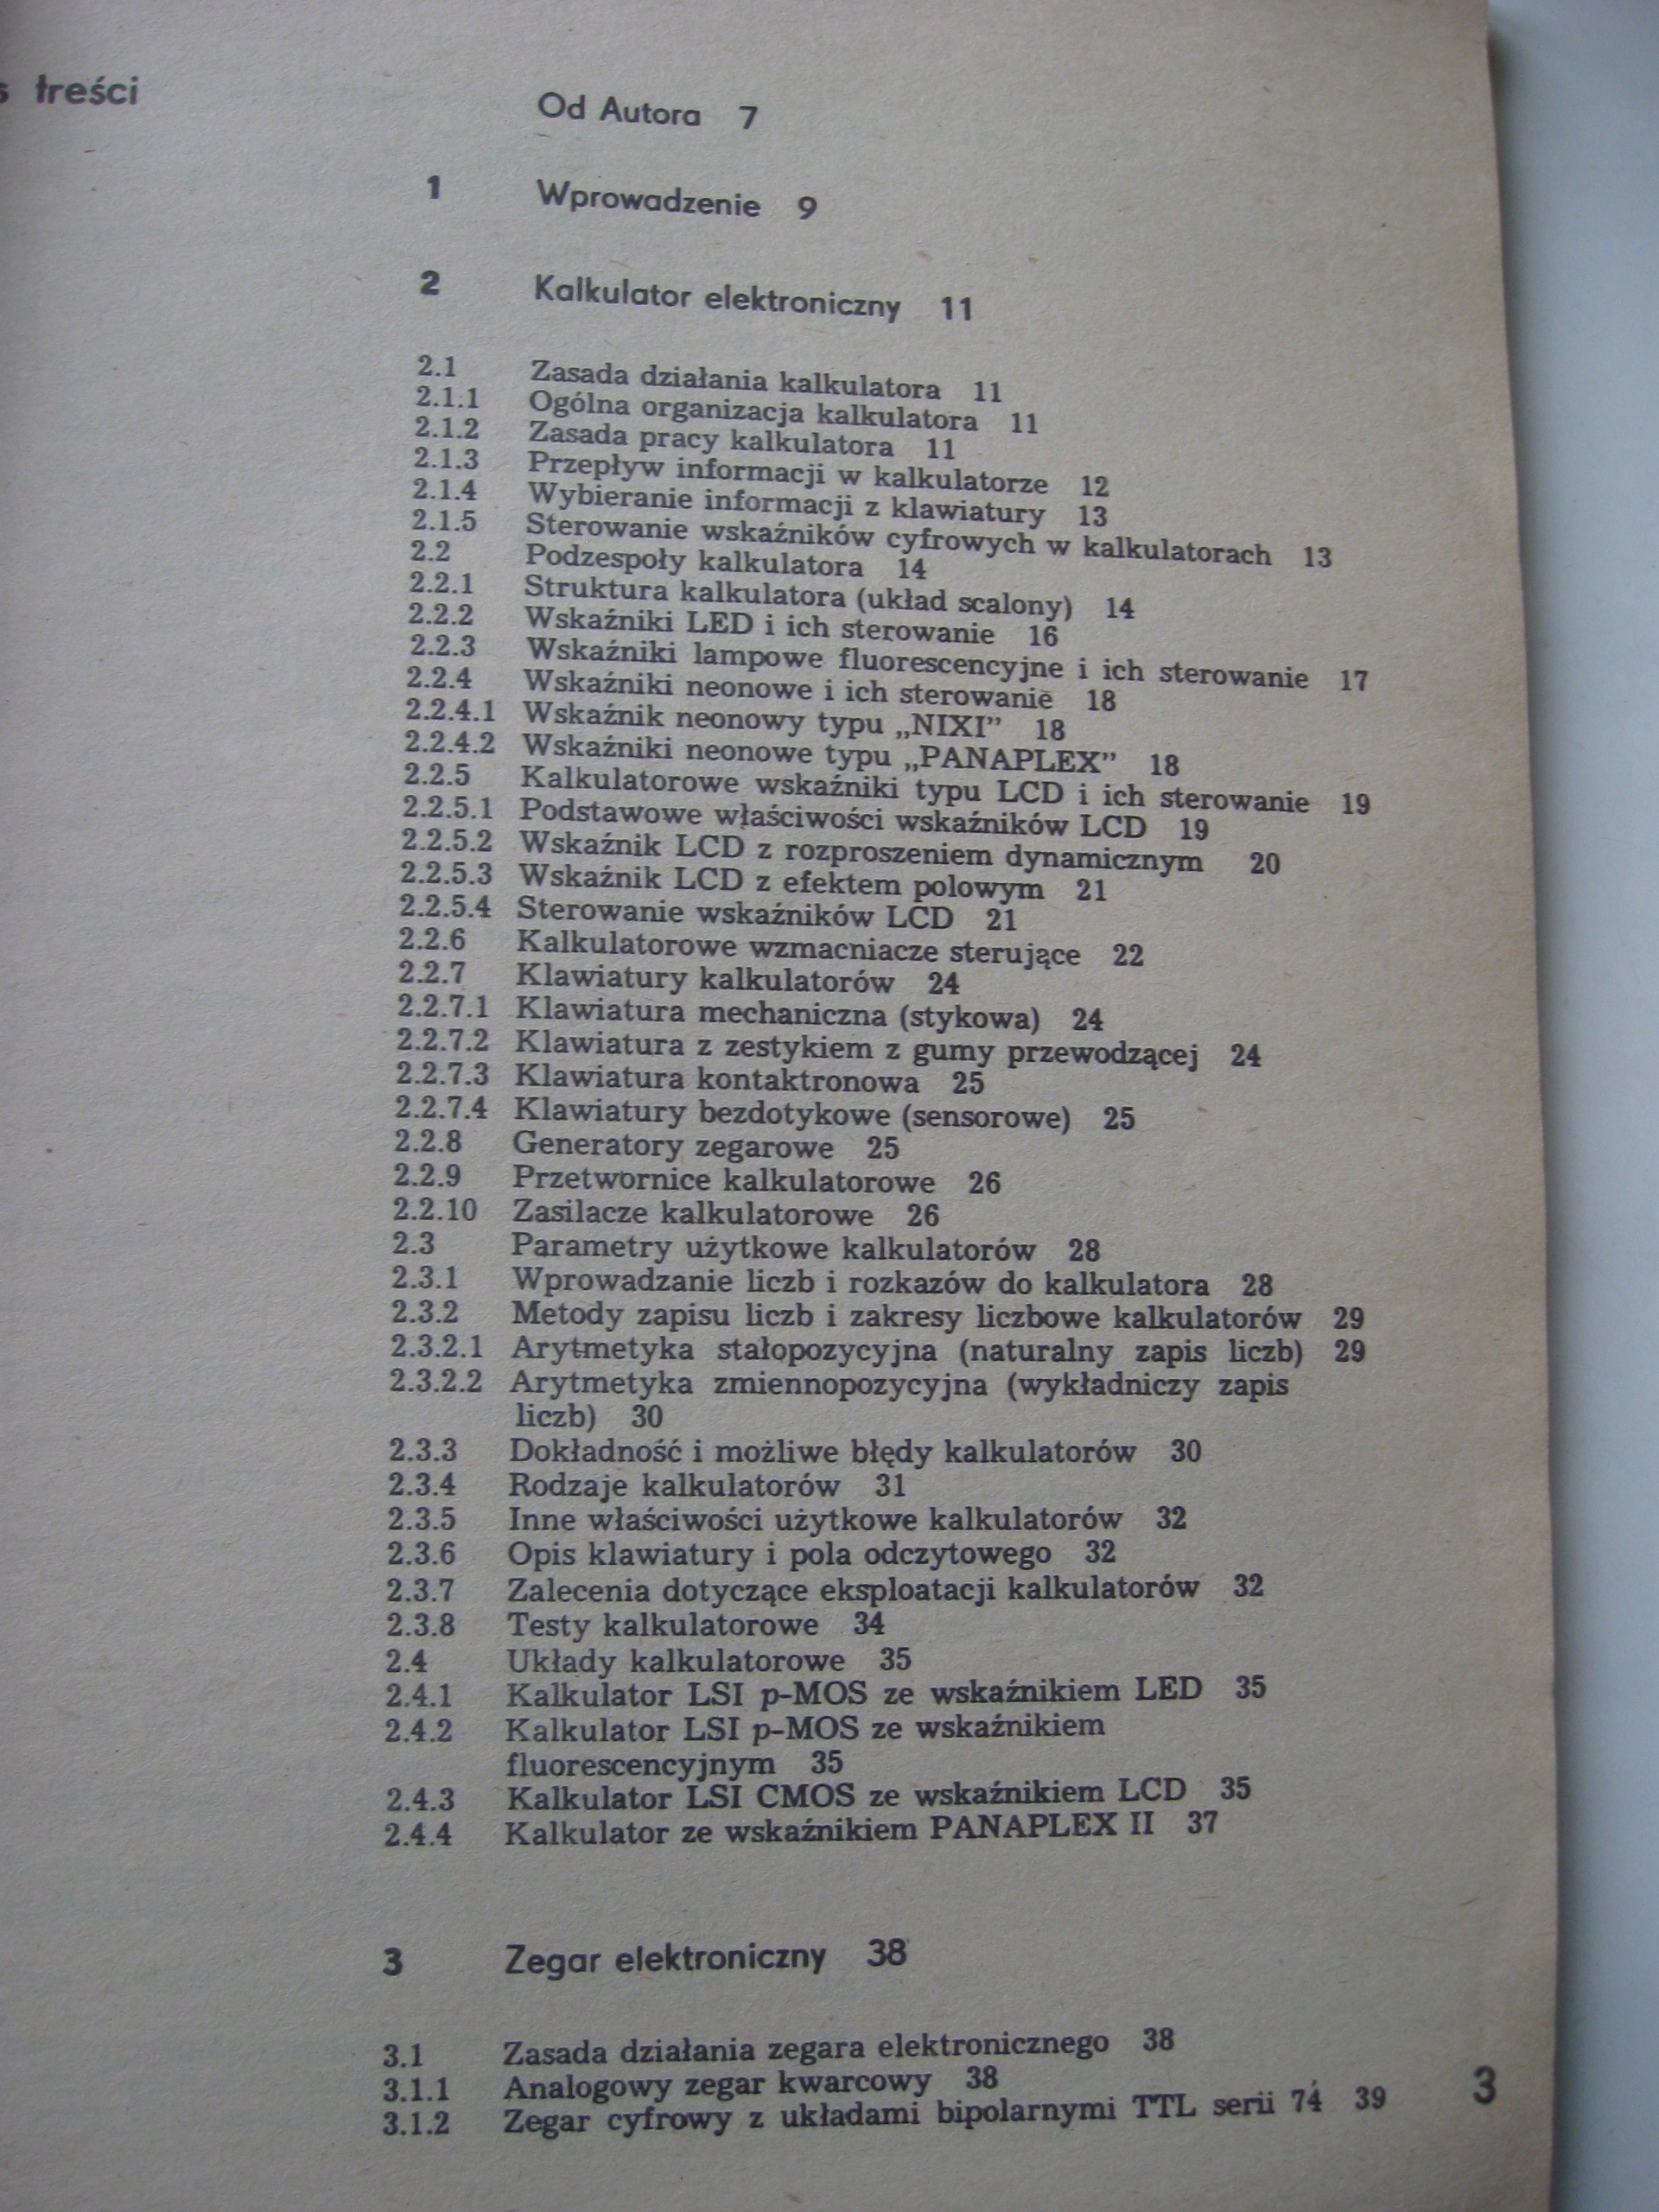 treści
Od Autora 7
1 Wprowadzenie 9
2 Kalkulator elektroniczny 11
2.1 Zasada działania kalkulatora 11
2.1.1 Ogólna organizacja kalkulatora 11
2.1.2 Zasada pracy kalkulatora 11
2.1.3 Przepływ informacji w kalkulatorze 12
2.1.4 Wybieranie informacji z klawiatury 13
2.1.5 Sterowanie wskaźników cyfrowych w kalkulatorach 13
2.2 Podzespoły kalkulatora 14
2.2.1 Struktura kalkulatora (układ scalony) 14
2.2.2 Wskaźniki LED i ich sterowanie 16
2.2.3 Wskaźniki lampowe fluorescencyjne i ich sterowanie 17
2.2.4 Wskaźniki neonowe i ich sterowanie 18
2.2.4.1 Wskaźnik neonowy typu „NIXI” 18
2.2.4.2 Wskaźniki neonowe typu „PANAPLEX” 18
2.2.5 Kalkulatorowe wskaźniki typu LCD i ich sterowanie 19
2.2.5.1 Podstawowe właściwości wskaźników LCD 19
2.2.5.2 Wskaźnik LCD z rozproszeniem dynamicznym 20
2.2.5.3 Wskaźnik LCD z efektem polowym 21
2.2.5.4 Sterowanie wskaźników LCD 21
2.2.6 Kalkulatorowe wzmacniacze sterujące 22
2.2.7 Klawiatury kalkulatorów 24
2.2.7.1 Klawiatura mechaniczna (stykowa) 24
2.2.7.2 Klawiatura z zestykiem z gumy przewodzącej 24
2.2.7.3 Klawiatura kontaktronowa 25
2.2.7.4 Klawiatury bezdotykowe (sensorowe) 25
2.2.8 Generatory zegarowe 25
2.2.9 Przetwornice kalkulatorowe 26
2.2.10 Zasilacze kalkulatorowe 26
2.3 Parametry użytkowe kalkulatorów 28
2.3.1 Wprowadzanie liczb i rozkazów do kalkulatora 28
2.3.2 Metody zapisu liczb i zakresy liczbowe kalkulatorów 29
2.3.2.1 Arytmetyka stałopozycyjna (naturalny zapis liczb) 29
2.3.2.2 Arytmetyka zmiennopozycyjna (wykładniczy zapis
liczb) 30
2.3.3 Dokładność i możliwe błędy kalkulatorów 30
2.3.4 Rodzaje kalkulatorów 31
2.3.5 Inne właściwości użytkowe kalkulatorów 32
2.3.6 Opis klawiatury i pola odczytowego 32
2.3.7 Zalecenia dotyczące eksploatacji kalkulatorów 32
2.3.8 Testy kalkulatorowe 34
2.4 Układy kalkulatorowe 35
2.4.1 Kalkulator LSI p-MOS ze wskaźnikiem LED 35
2.4.2 Kalkulator LSI p-MOS ze wskaźnikiem
fluorescencyjnym 35
2.4.3 Kalkulator LSI CMOS ze wskaźnikiem LCD 35
2.4.4 Kalkulator ze wskaźnikiem PANAPLEX II 37
3 Zegar elektroniczny 38
3.1 Zasada działania zegara elektronicznego 38
3.1.1 Analogowy zegar kwarcowy 38
3.1.2 Zegar cyfrowy z układami bipolarnymi TTL serii 74 39
3